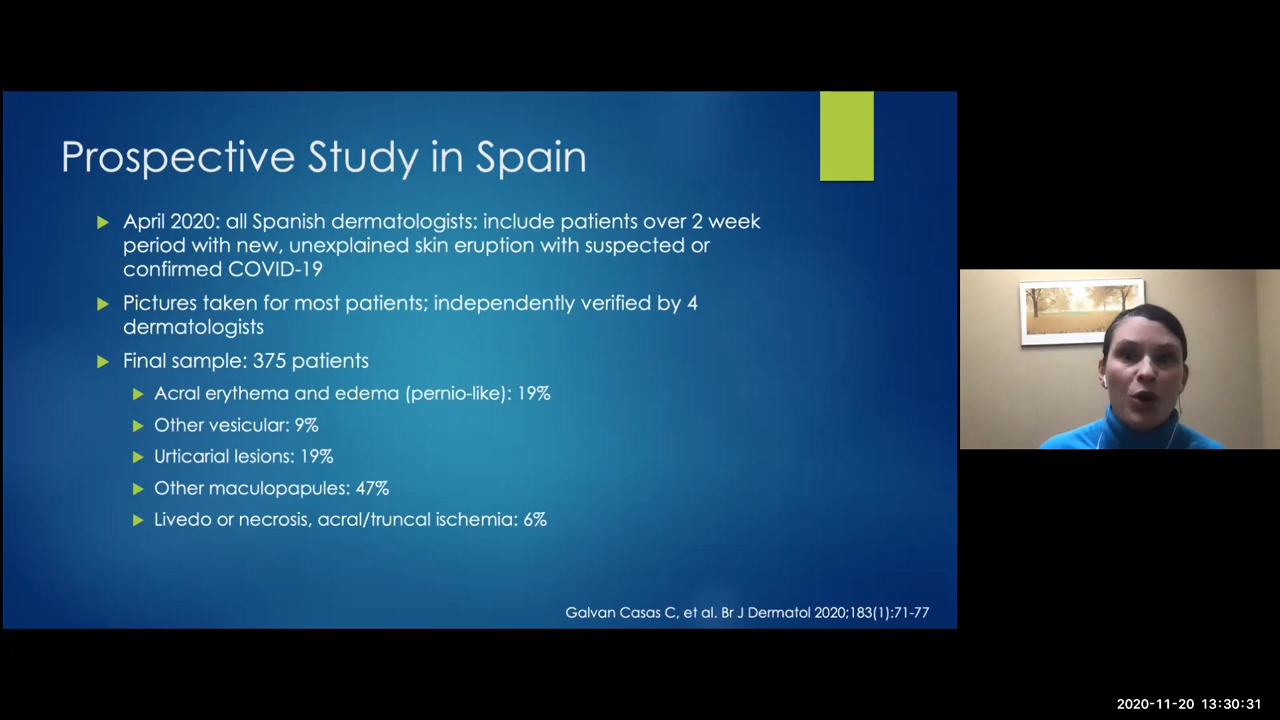 Prospective Study in Spain
April 2020: all Spanish dermatologists: include patients over 2 week
period with new, unexplained skin eruption with suspected or
confirmed COVID-19
Pictures taken for most patients; independently verified by 4
dermatologists
Final sample: 375 patients
Acral erythema and edema (pernio-like): 19%
Other vesicular: 9%
Urticarial lesions: 19%
Other maculopapules: 47%
Livedo or necrosis, acral/truncal ischemia: 6%
Galvan Casas C, et al. Br J Dermatol 2020;183(1):71-77
2020-11-20 13:30:31